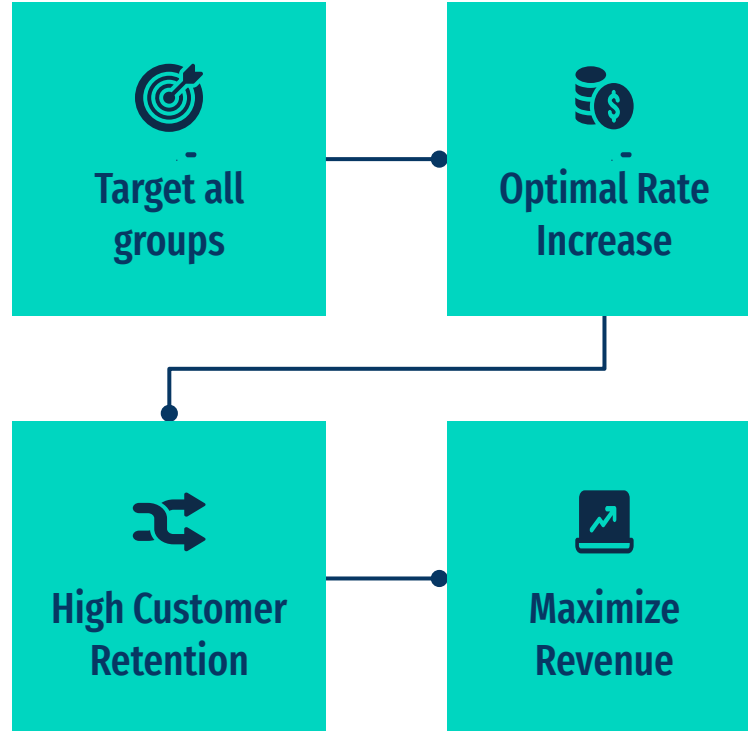 Target all
groups
Optimal Rate
Increase
High Customer
Retention
Maximize
Revenue